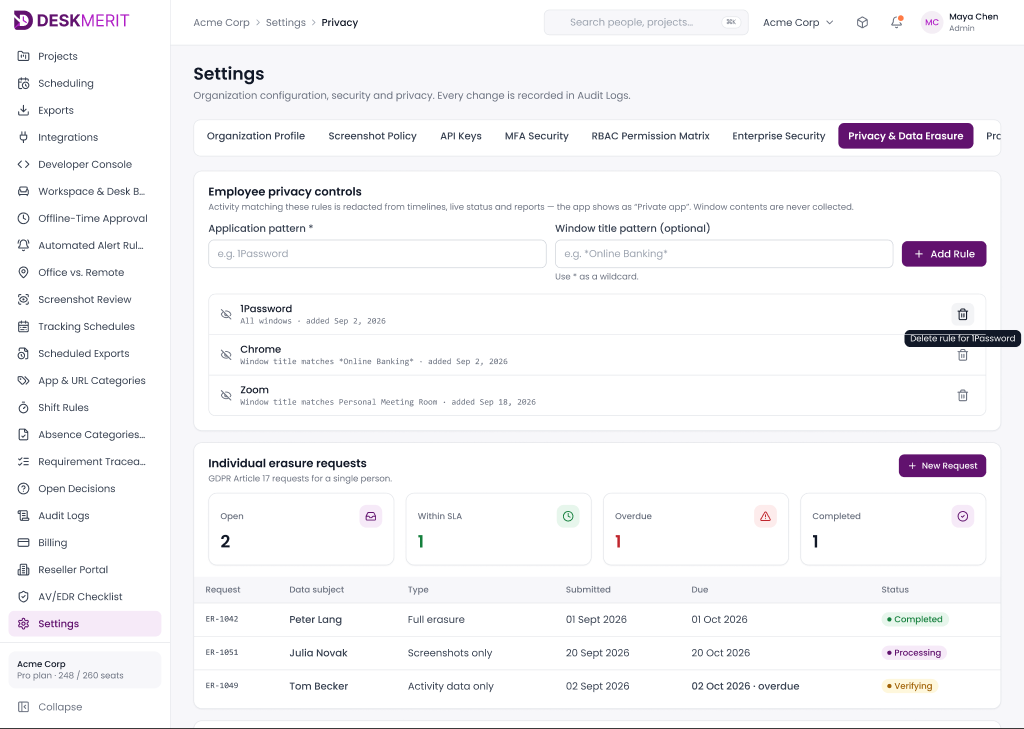 DESKMERIT
Acme Corp > Settings > Privacy
Search people, projects... ⌘K
Acme Corp
MC
Maya Chen
Admin
Projects
Scheduling
Exports
Integrations
Developer Console
Workspace & Desk B...
Offline-Time Approval
Automated Alert Rul...
Office vs. Remote
Screenshot Review
Tracking Schedules
Scheduled Exports
App & URL Categories
Shift Rules
Absence Categories...
Requirement Tracea...
Open Decisions
Audit Logs
Billing
Reseller Portal
AV/EDR Checklist
Settings
Acme Corp
Pro plan · 248 / 260 seats
Collapse
Settings
Organization configuration, security and privacy. Every change is recorded in Audit Logs.
Organization Profile Screenshot Policy API Keys MFA Security RBAC Permission Matrix Enterprise Security Privacy & Data Erasure Prc
Employee privacy controls
Activity matching these rules is redacted from timelines, live status and reports — the app shows as “Private app”. Window contents are never collected.
Application pattern * Window title pattern (optional)
e.g. 1Password e.g. *Online Banking* + Add Rule
Use * as a wildcard.
1Password
All windows · added Sep 2, 2026
Delete rule for 1Password
Chrome
Window title matches *Online Banking* · added Sep 2, 2026
Zoom
Window title matches Personal Meeting Room · added Sep 18, 2026
Individual erasure requests
GDPR Article 17 requests for a single person.
+ New Request
Open Within SLA Overdue Completed
2 1 1 1
Request Data subject Type Submitted Due Status
ER-1042 Peter Lang Full erasure 01 Sept 2026 01 Oct 2026 Completed
ER-1051 Julia Novak Screenshots only 20 Sept 2026 20 Oct 2026 Processing
ER-1049 Tom Becker Activity data only 02 Sept 2026 02 Oct 2026 · overdue Verifying